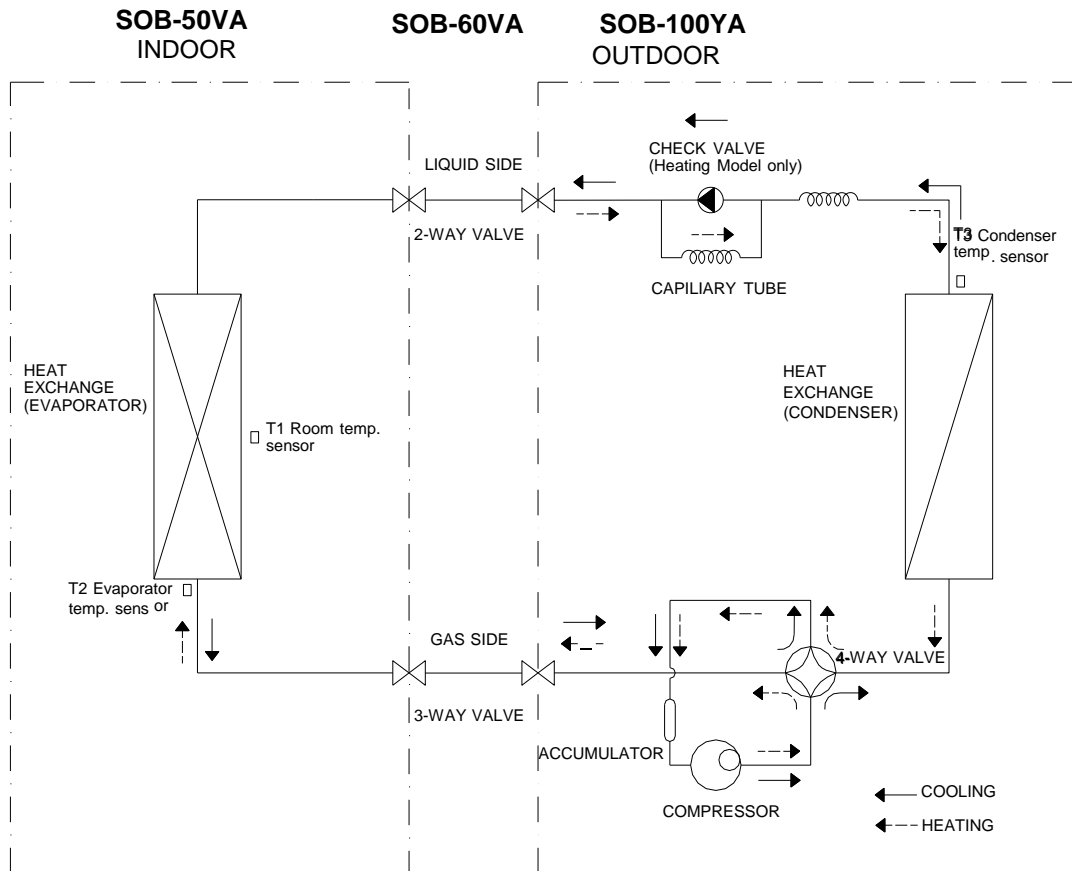 SOB-50VA SOB-60VA SOB-100YA
INDOOR OUTDOOR
LIQUID SIDE
CHECK VALVE
(Heating Model only)
2-WAY VALVE
T3 Condenser
temp. sensor
CAPILIARY TUBE
HEAT
EXCHANGE
(EVAPORATOR)
T1 Room temp.
sensor
HEAT
EXCHANGE
(CONDENSER)
T2 Evaporator
temp. sens or
GAS SIDE
4-WAY VALVE
3-WAY VALVE
ACCUMULATOR
COMPRESSOR
COOLING
HEATING